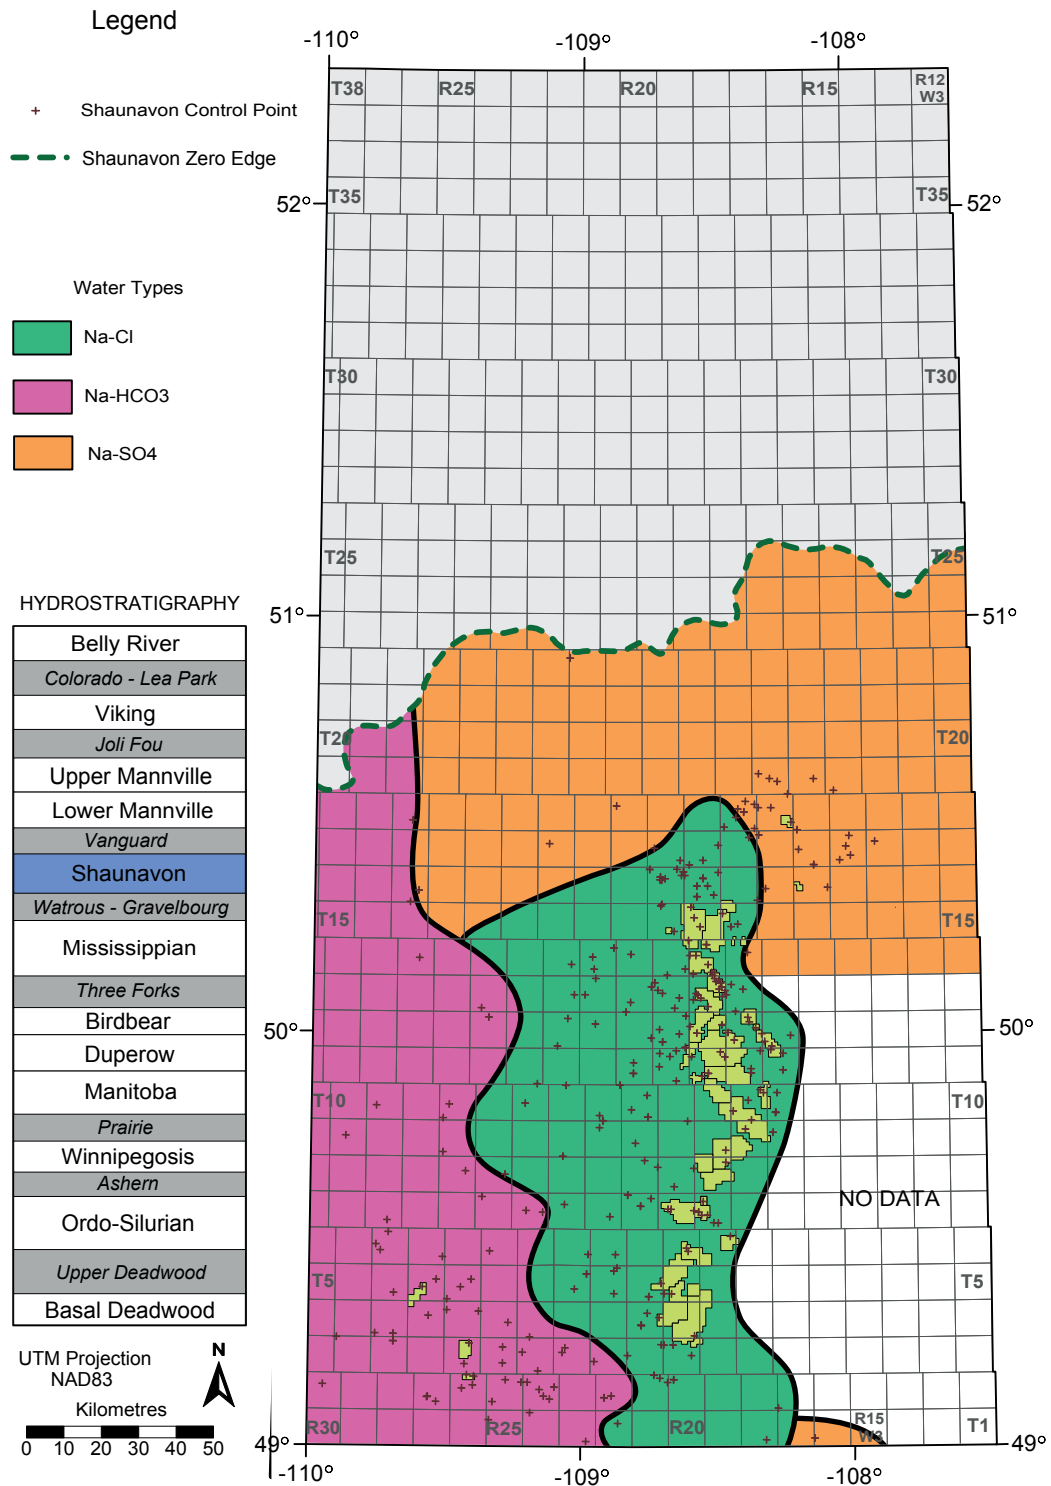 Legend
Shaunavon Control Point
Shaunavon Zero Edge
Water Types
Na-Cl
Na-HCO3
Na-SO4
HYDROSTRATIGRAPHY
Belly River
Colorado - Lea Park
Viking
Joli Fou
Upper Mannville
Lower Mannville
Vanguard
Shaunavon
Watrous - Gravelbourg
Mississippian
Three Forks
Birdbear
Duperow
Manitoba
Prairie
Winnipegosis
Ashern
Ordo-Silurian
Upper Deadwood
Basal Deadwood
UTM Projection
NAD83
N
Kilometres
0 10 20 30 40 50
-110° -109° -108°
T38 R25 R20 R15 R12
W3
52° T35 T35 52°
T30 T30
T25 T25
51° 51°
T20 T20
T15 T15
50° 50°
T10 T10
NO DATA
T5 T5
R30 R25 R20 R15 T1
W3
49° 49°
-110° -109° -108°